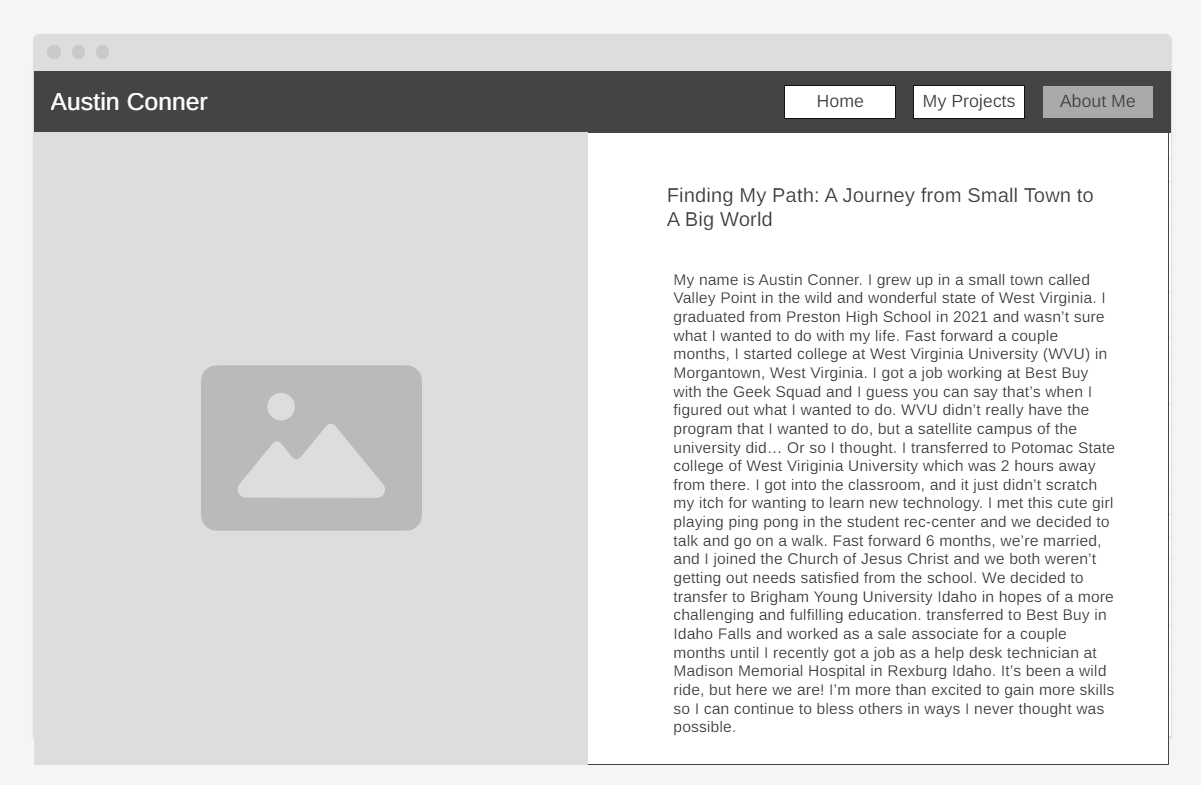 Austin Conner
Home
My Projects
About Me
Finding My Path: A Journey from Small Town to
A Big World
My name is Austin Conner. I grew up in a small town called
Valley Point in the wild and wonderful state of West Virginia. I
graduated from Preston High School in 2021 and wasn’t sure
what I wanted to do with my life. Fast forward a couple
months, I started college at West Virginia University (WVU) in
Morgantown, West Virginia. I got a job working at Best Buy
with the Geek Squad and I guess you can say that’s when I
figured out what I wanted to do. WVU didn’t really have the
program that I wanted to do, but a satellite campus of the
university did… Or so I thought. I transferred to Potomac State
college of West Viriginia University which was 2 hours away
from there. I got into the classroom, and it just didn’t scratch
my itch for wanting to learn new technology. I met this cute girl
playing ping pong in the student rec-center and we decided to
talk and go on a walk. Fast forward 6 months, we’re married,
and I joined the Church of Jesus Christ and we both weren’t
getting out needs satisfied from the school. We decided to
transfer to Brigham Young University Idaho in hopes of a more
challenging and fulfilling education. transferred to Best Buy in
Idaho Falls and worked as a sale associate for a couple
months until I recently got a job as a help desk technician at
Madison Memorial Hospital in Rexburg Idaho. It’s been a wild
ride, but here we are! I’m more than excited to gain more skills
so I can continue to bless others in ways I never thought was
possible.